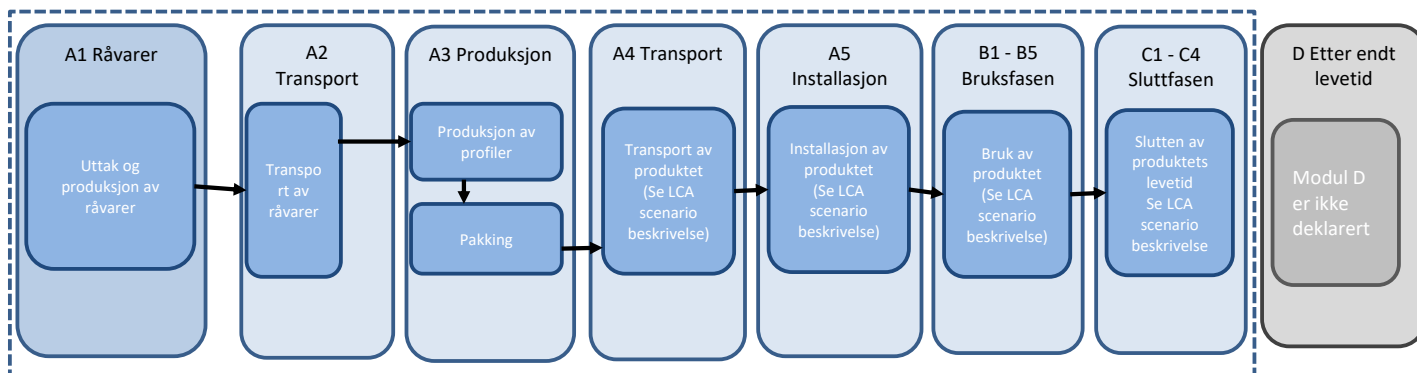 A1 Råvarer
Uttak og
produksjon av
råvarer
A2
Transport
Transpo
rt av
råvarer
A3 Produksjon
Produksjon av
profiler
Pakking
A4 Transport
Transport av
produktet
(Se LCA
scenario
beskrivelse)
A5
Installasjon
Installasjon av
produktet
(Se LCA
scenario
beskrivelse)
B1 - B5
Bruksfasen
Bruk av
produktet
(Se LCA
scenario
beskrivelse)
C1 - C4
Sluttfasen
Slutten av
produktets
levetid
Se LCA
scenario
beskrivelse
D Etter endt
levetid
Modul D
er ikke
deklarert